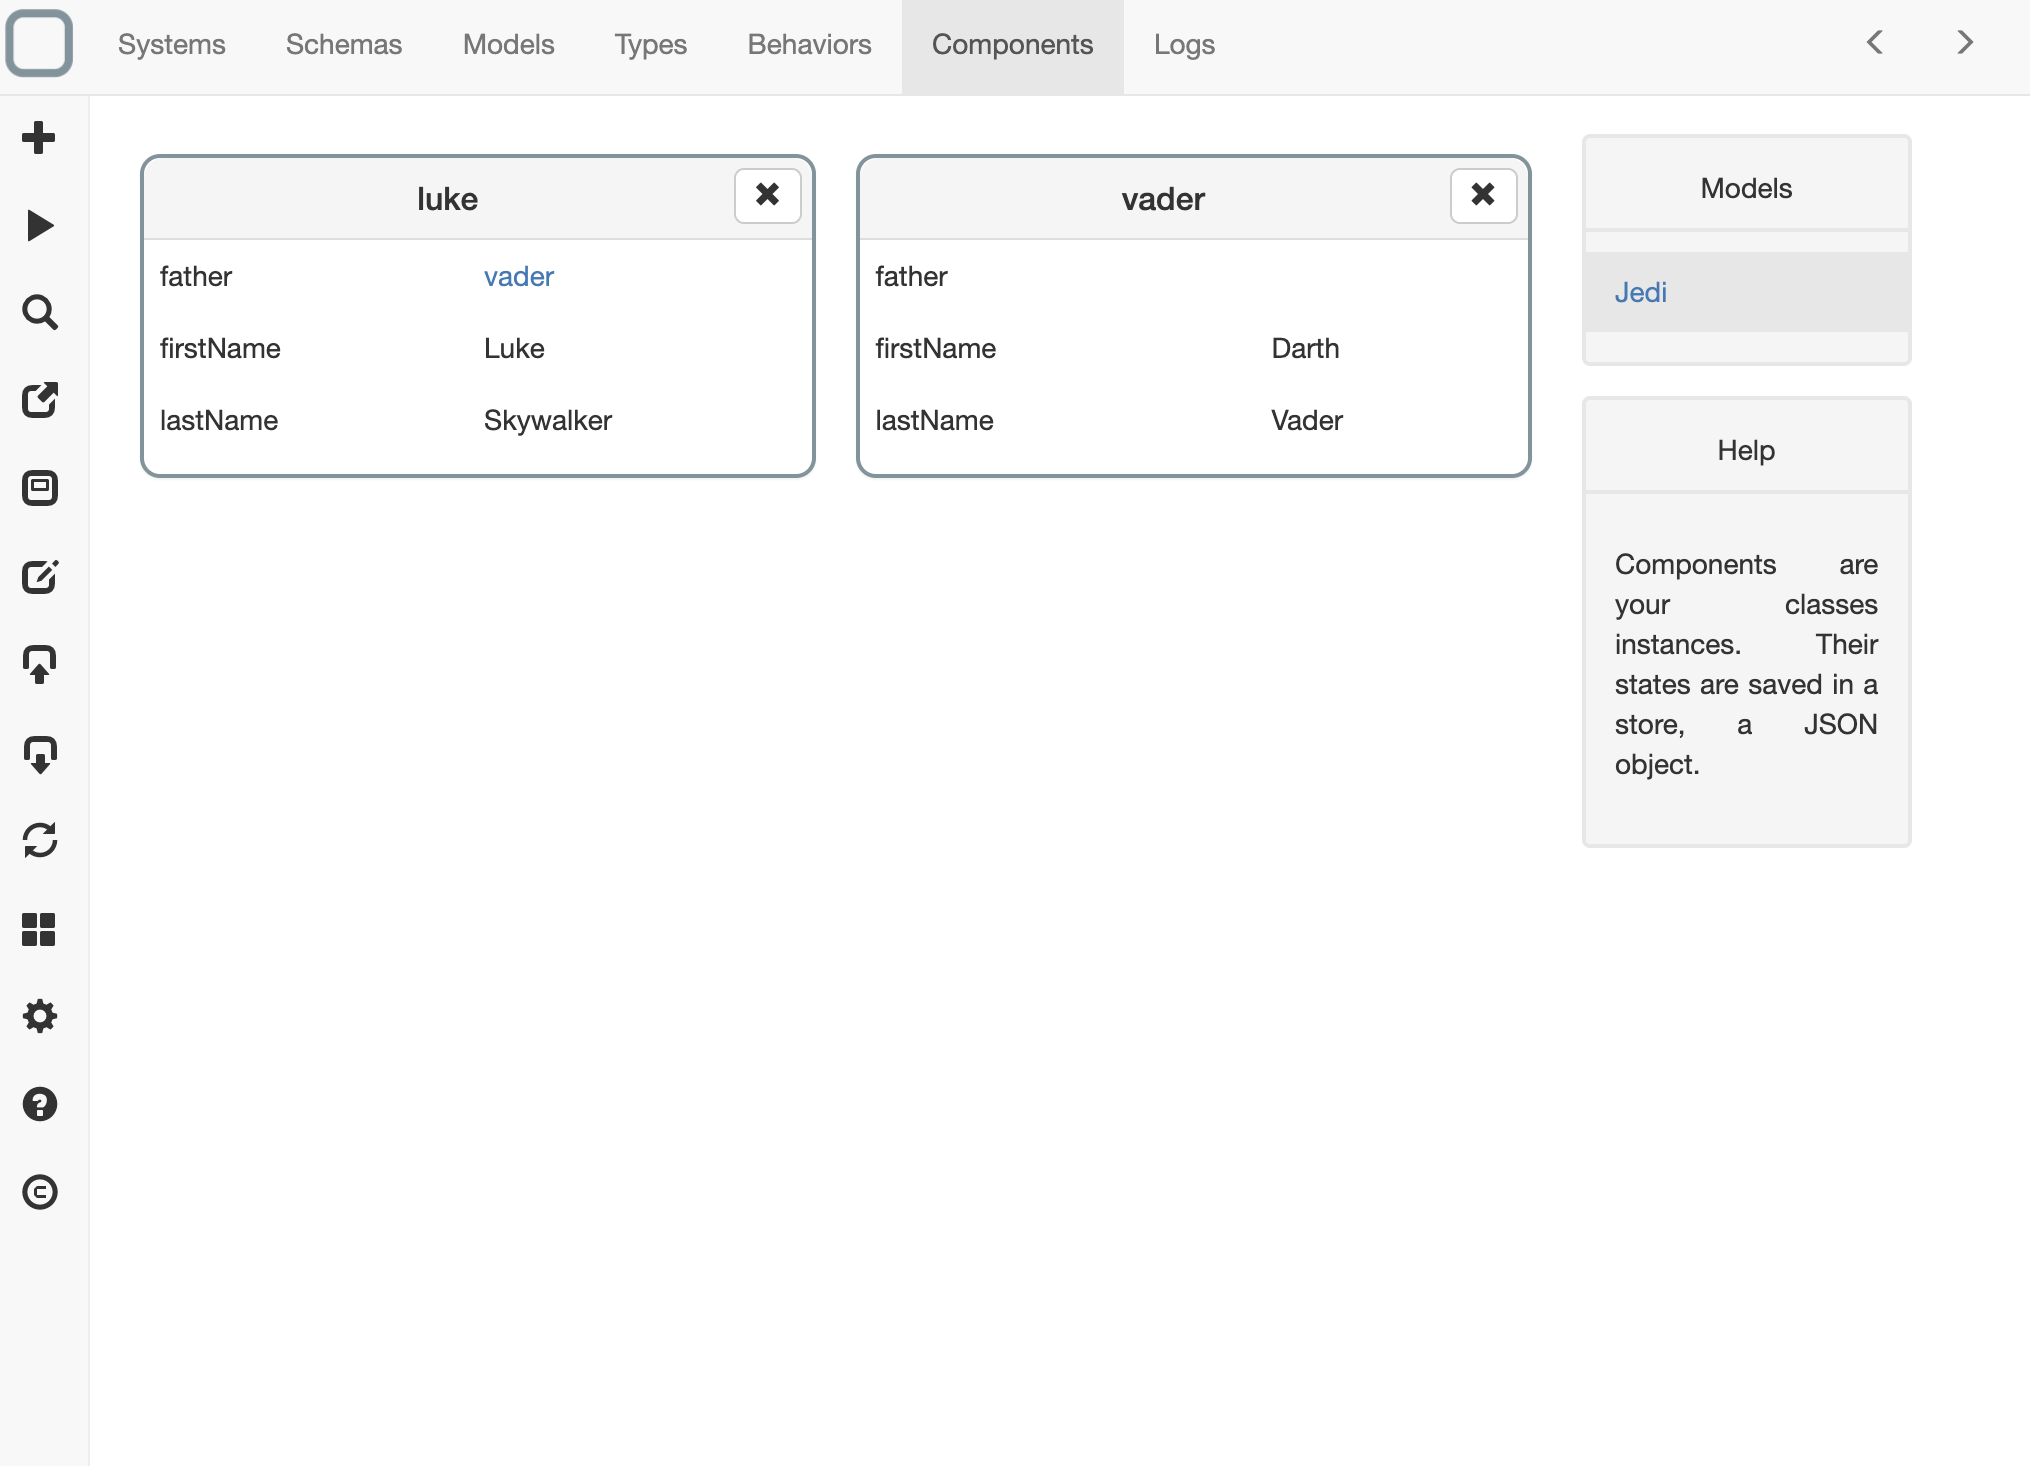 Systems Schemas Models Types Behaviors Components Logs
luke
father vader
firstName Luke
lastName Skywalker
vader
father
firstName Darth
lastName Vader
Models
Jedi
Help
Components are
your classes
instances. Their
states are saved in a
store, a JSON
object.